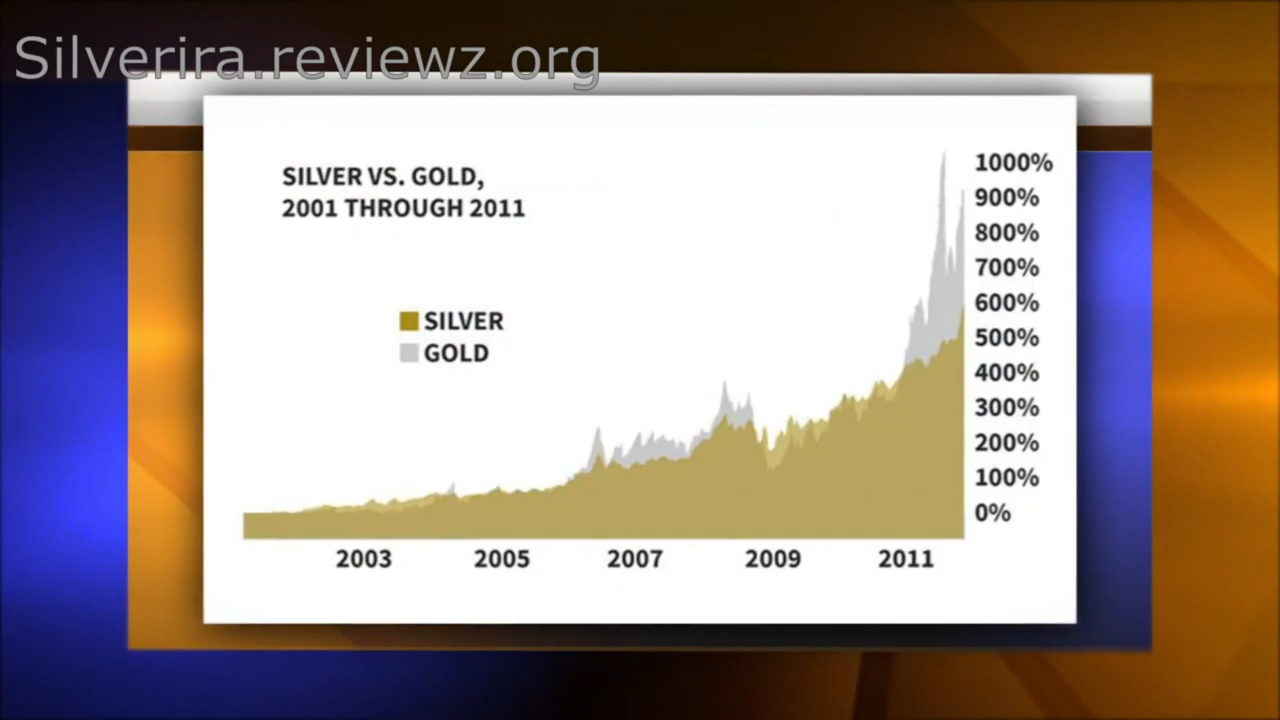 Silverira.reviewz.org
SILVER VS. GOLD,
2001 THROUGH 2011
SILVER
GOLD
1000%
900%
800%
700%
600%
500%
400%
300%
200%
100%
0%
2003 2005 2007 2009 2011